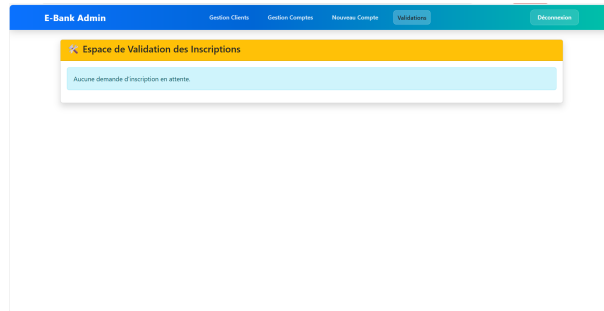 E-Bank Admin
Gestion Clients
Gestion Comptes
Nouveau Compte
Validations
Déconnexion
Espace de Validation des Inscriptions
Aucune demande d'inscription en attente.